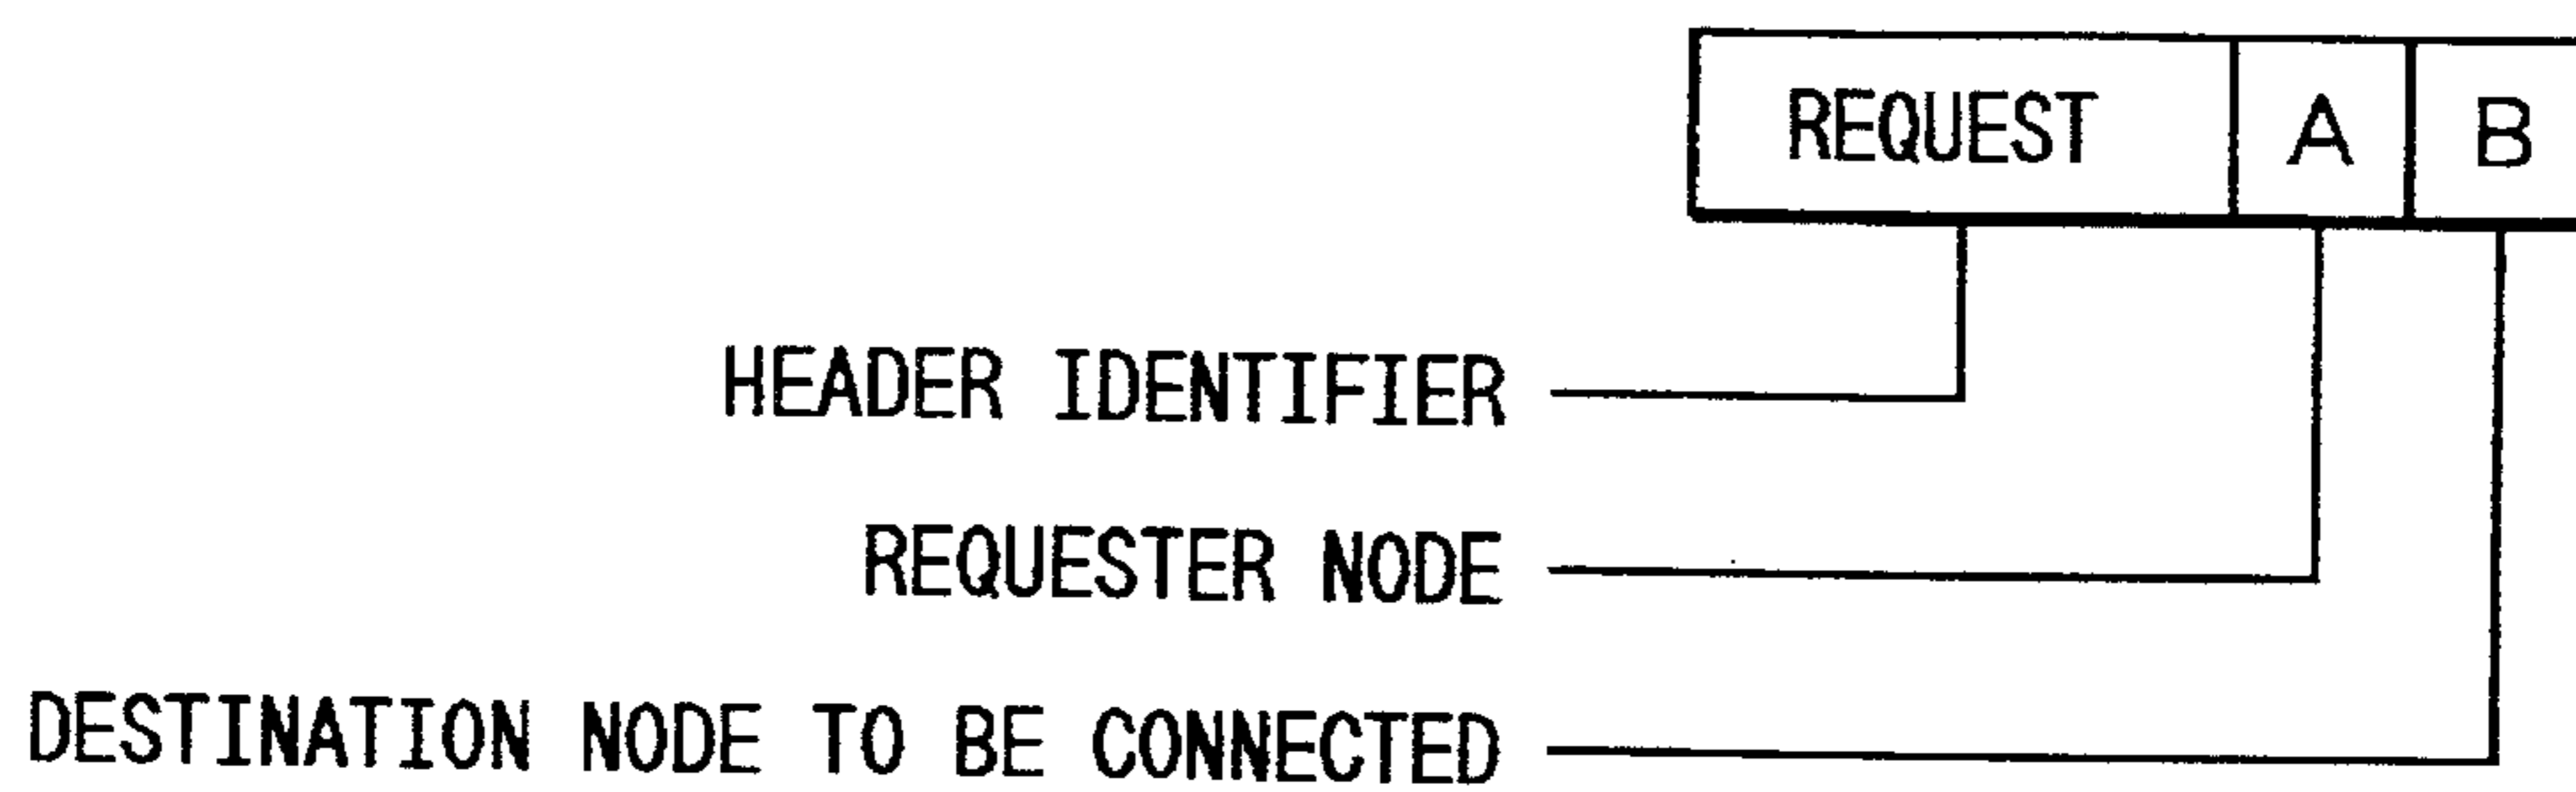 REQUEST A B
HEADER IDENTIFIER
REQUESTER NODE
DESTINATION NODE TO BE CONNECTED